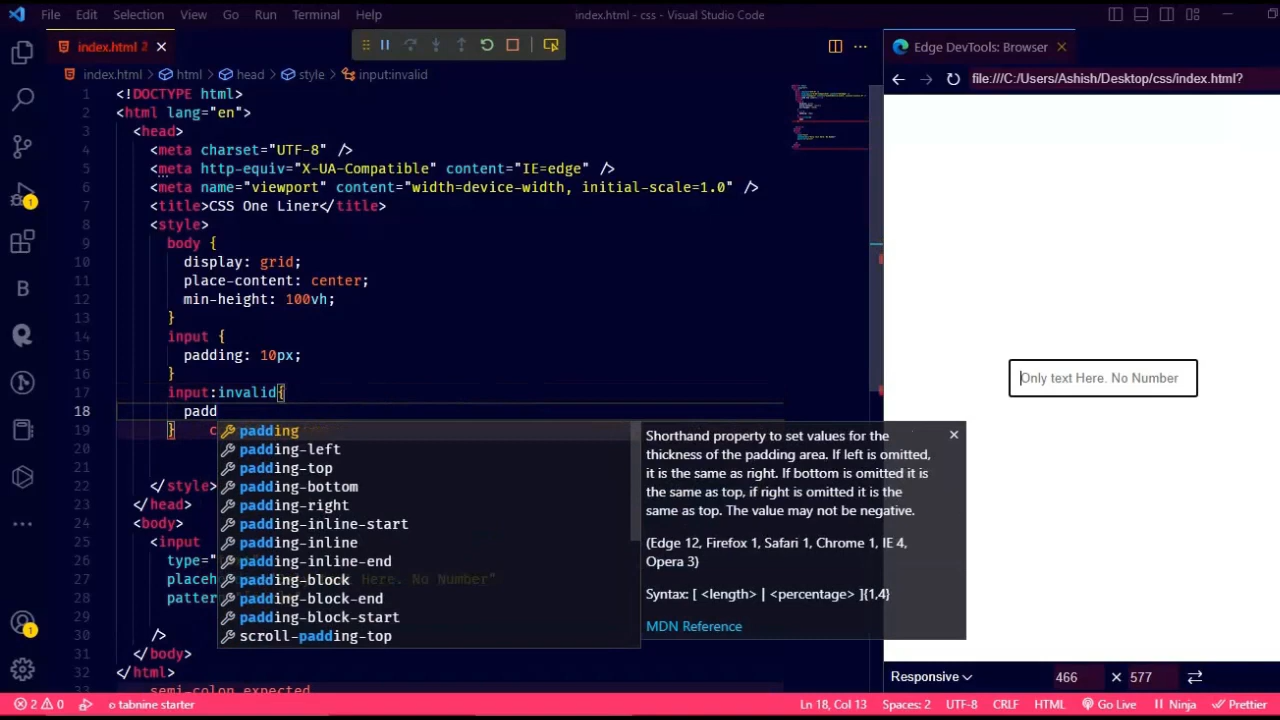 File Edit Selection View Go Run Terminal Help index.html - css - Visual Studio Code
index.html 2
Edge DevTools: Browser
index.html > html > head > style > input:invalid
file:///C:/Users/Ashish/Desktop/css/index.html?
1 <!DOCTYPE html>
2 <html lang="en">
3 <head>
4 <meta charset="UTF-8" />
5 <meta http-equiv="X-UA-Compatible" content="IE=edge" />
6 <meta name="viewport" content="width=device-width, initial-scale=1.0" />
7 <title>CSS One Liner</title>
8 <style>
9 body {
10 display: grid;
11 place-content: center;
12 min-height: 100vh;
13 }
14 input {
15 padding: 10px;
16 }
17 input:invalid{
18 padd
19 } c
20
21
22 </style>
23 </head>
24 <body>
25 <input
26 type="
27 placeh Here. No Number"
28 patter
29
30 />
31 </body>
32 </html>
33 semi-colon expected
padding
padding-left
padding-top
padding-bottom
padding-right
padding-inline-start
padding-inline
padding-inline-end
padding-block
padding-block-end
padding-block-start
scroll-padding-top
Shorthand property to set values for the
thickness of the padding area. If left is omitted,
it is the same as right. If bottom is omitted it is
the same as top, if right is omitted it is the
same as top. The value may not be negative.
(Edge 12, Firefox 1, Safari 1, Chrome 1, IE 4,
Opera 3)
Syntax: [ <length> | <percentage> ]{1,4}
MDN Reference
Only text Here. No Number
Responsive 466 × 577
2 0 tabnine starter Ln 18, Col 13 Spaces: 2 UTF-8 CRLF HTML Go Live Ninja Prettier
1
1